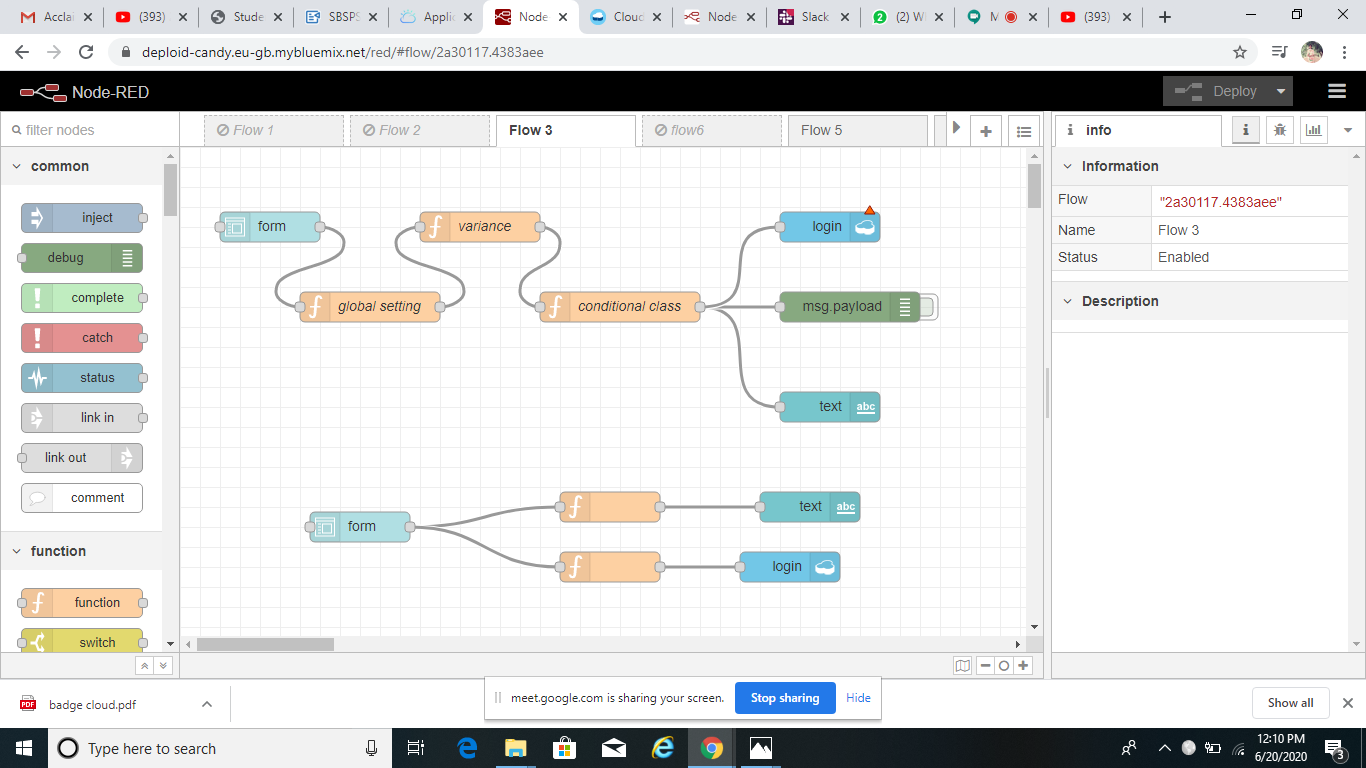 Acclai
(393)
Stude
SBSPS
Applic
Node
Cloud
Node
Slack
(2) W
M
(393)
deploid-candy.eu-gb.mybluemix.net/red/#flow/2a30117.4383aee
Node-RED
Deploy
filter nodes
Flow 1
Flow 2
Flow 3
flow6
Flow 5
i info
i
common
inject
debug
complete
catch
status
link in
link out
comment
function
function
switch
form
variance
login
global setting
conditional class
msg.payload
text
abc
form
text
abc
login
Information
Flow "2a30117.4383aee"
Name Flow 3
Status Enabled
Description
badge cloud.pdf
meet.google.com is sharing your screen.
Stop sharing
Hide
Show all
Type here to search
12:10 PM
6/20/2020
3